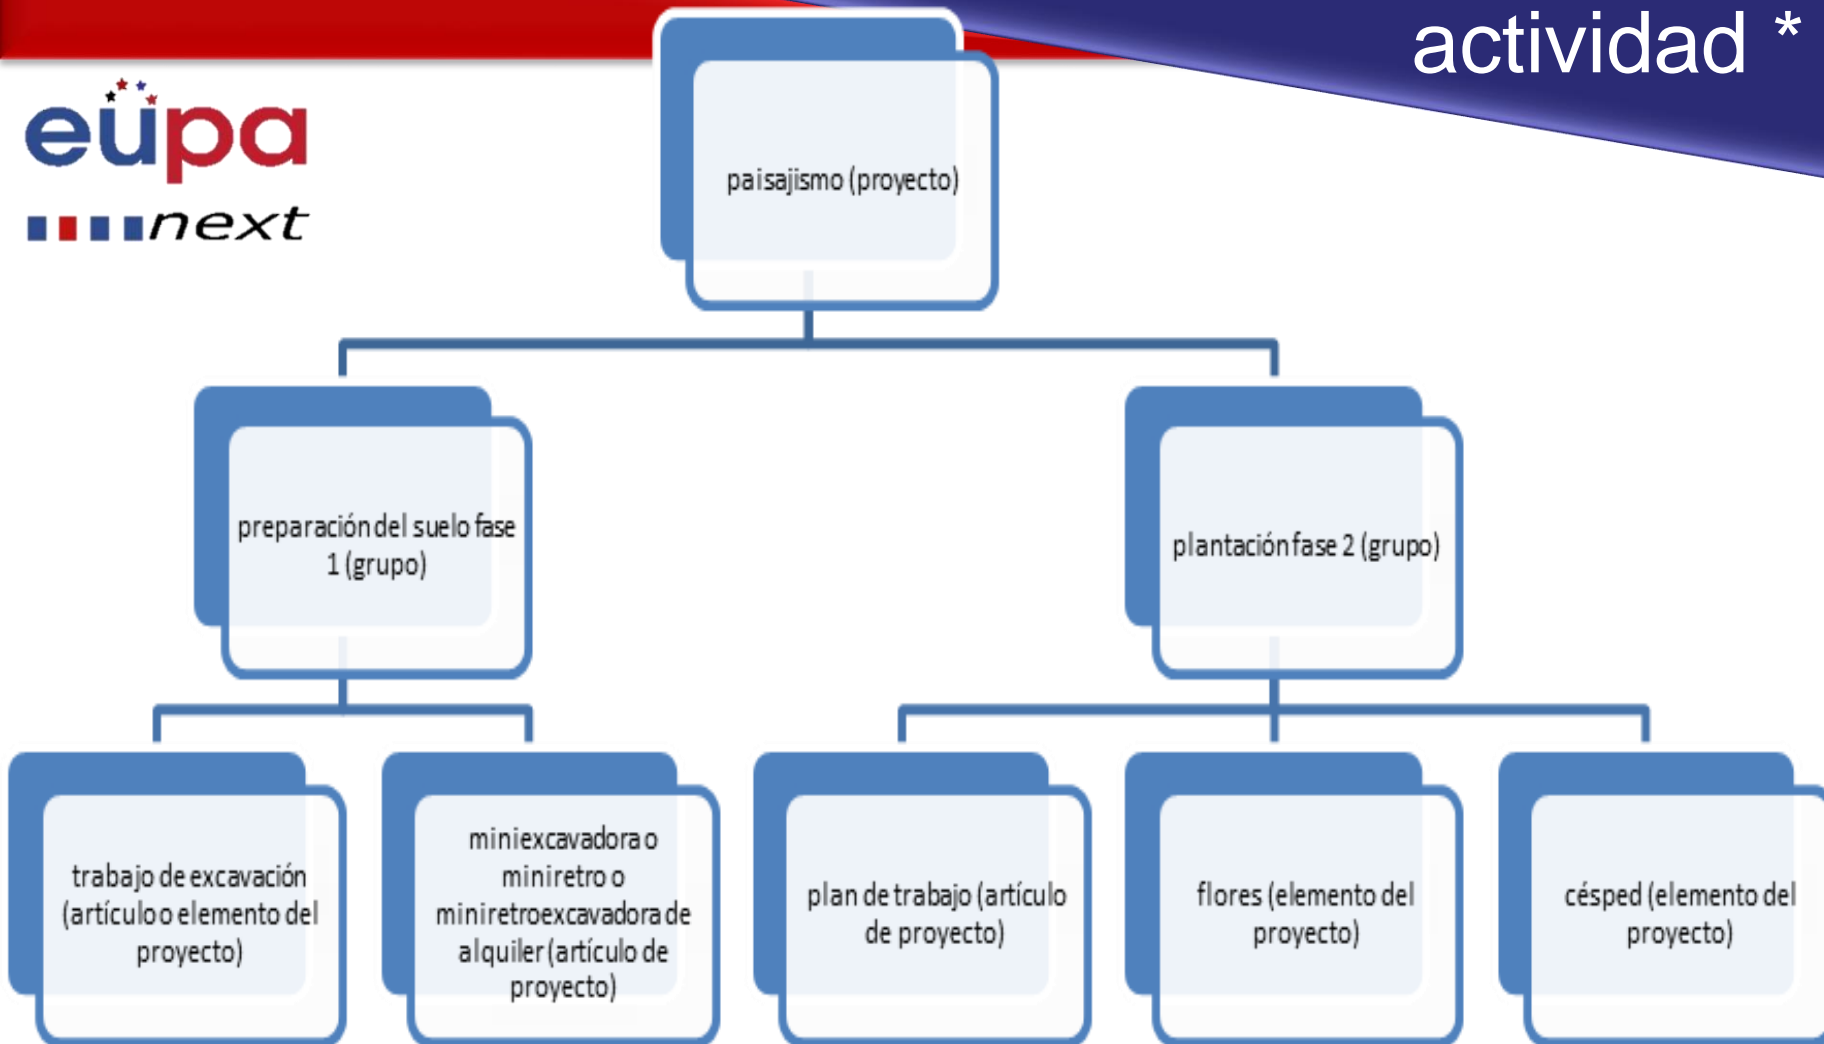 actividad *
eüpa
next
paisajismo (proyecto)
preparación del suelo fase
1 (grupo)
plantación fase 2 (grupo)
trabajo de excavación
(artículo o elemento del
proyecto)
miniexcavadora o
miniretro o
miniretroexcavadora de
alquiler (artículo de
proyecto)
plan de trabajo (artículo
de proyecto)
flores (elemento del
proyecto)
césped (elemento del
proyecto)